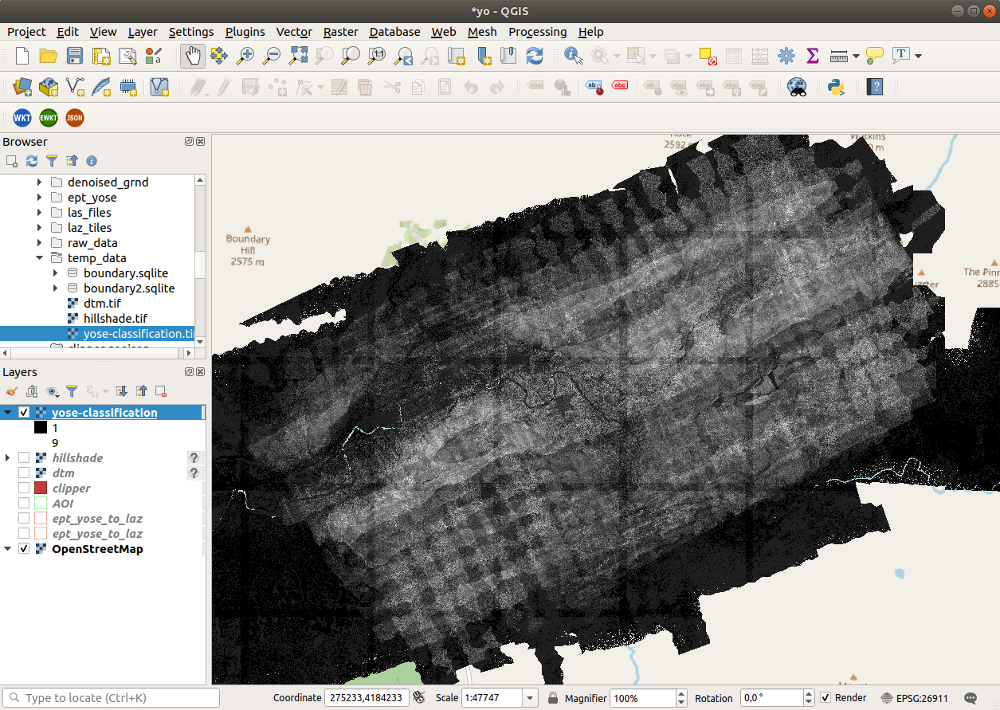 *yo - QGIS
Project Edit View Layer Settings Plugins Vector Raster Database Web Mesh Processing Help
WKT EWKT JSON
Browser
denoised_grnd
ept_yose
las_files
laz_tiles
raw_data
temp_data
boundary.sqlite
boundary2.sqlite
dtm.tif
hillshade.tif
yose-classification.ti
Layers
yose-classification
1
9
hillshade ?
dtm ?
clipper
AOI
ept_yose_to_laz
ept_yose_to_laz
OpenStreetMap
2592 m
Boundary
Hill
2575 m
The Pin
2885
Type to locate (Ctrl+K) Coordinate 275233,4184233 Scale 1:47747 Magnifier 100% Rotation 0,0 ° Render EPSG:26911